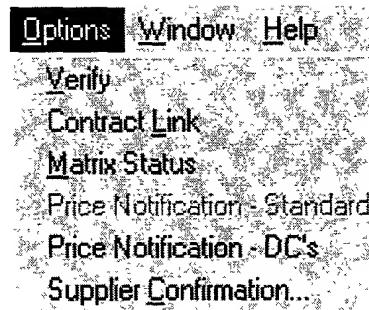 Options Window Help
Verify
Contract Link
Matrix Status
Price Notification - Standard
Price Notification - DC's
Supplier Confirmation...